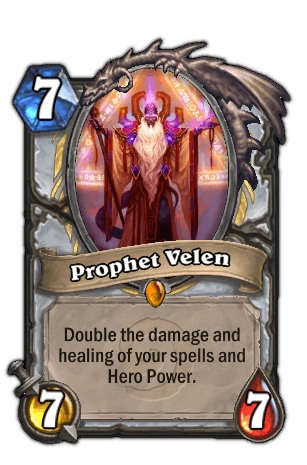 7
Prophet Velen
Double the damage and
healing of your spells and
Hero Power.
7
7